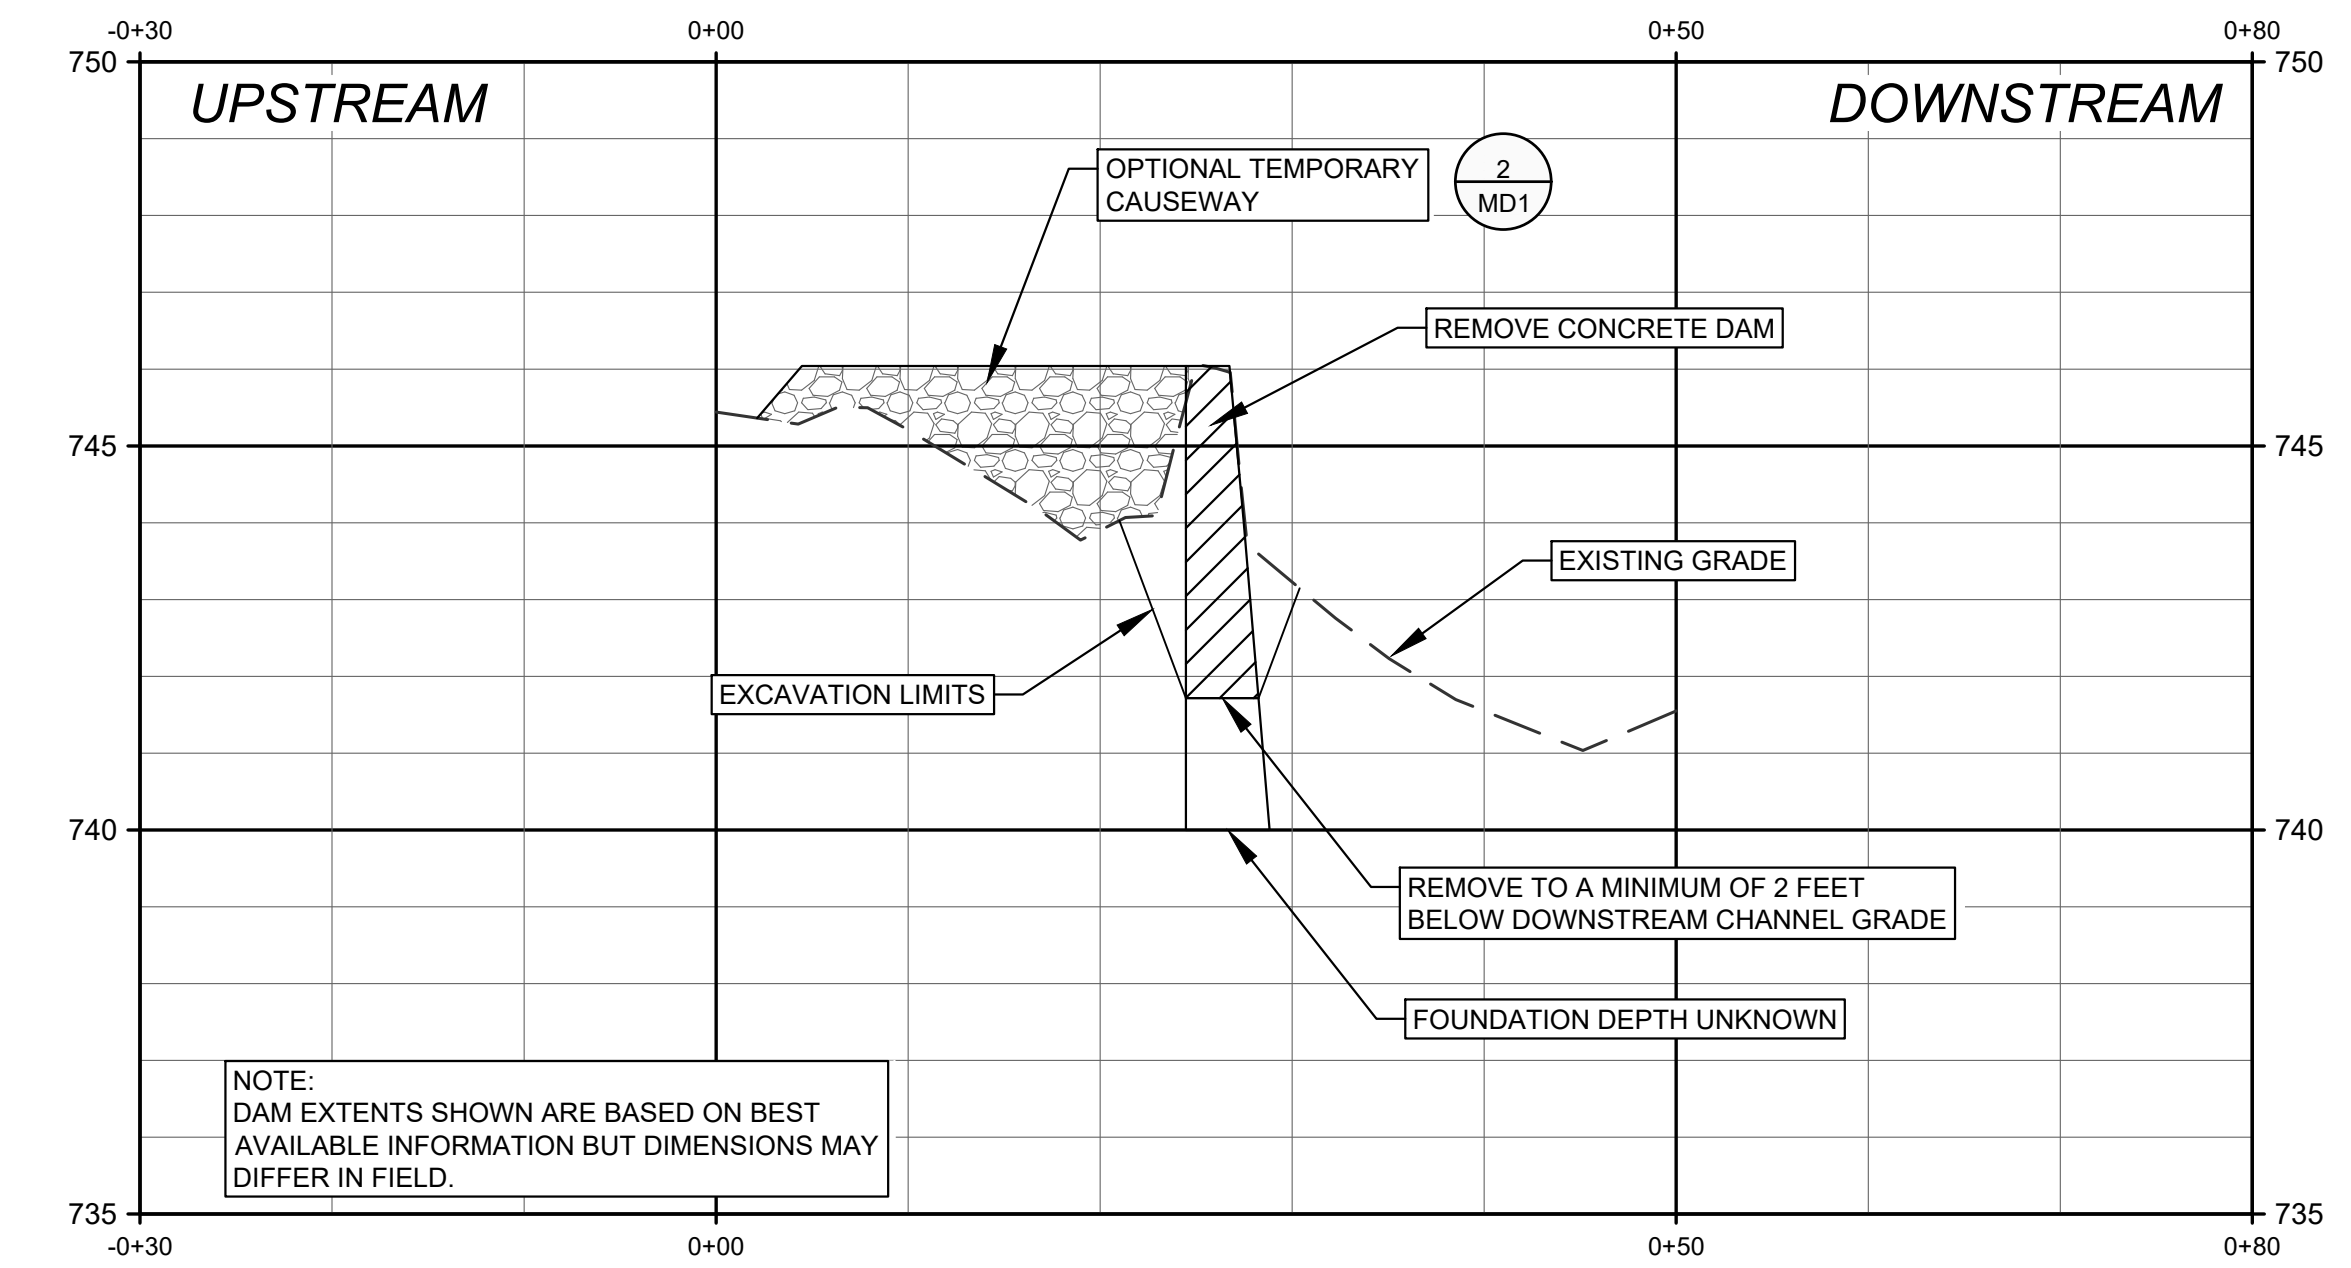 -0+30 0+00 0+50 0+80
750 750
UPSTREAM DOWNSTREAM
OPTIONAL TEMPORARY
CAUSEWAY
2
MD1
REMOVE CONCRETE DAM
745 745
EXISTING GRADE
EXCAVATION LIMITS
740 740
REMOVE TO A MINIMUM OF 2 FEET
BELOW DOWNSTREAM CHANNEL GRADE
FOUNDATION DEPTH UNKNOWN
NOTE:
DAM EXTENTS SHOWN ARE BASED ON BEST
AVAILABLE INFORMATION BUT DIMENSIONS MAY
DIFFER IN FIELD.
735 735
-0+30 0+00 0+50 0+80